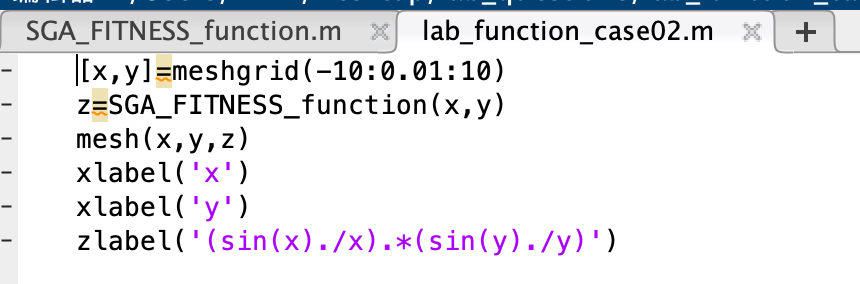 SGA_FITNESS_function.m lab_function_case02.m
[x,y]=meshgrid(-10:0.01:10)
z=SGA_FITNESS_function(x,y)
mesh(x,y,z)
xlabel('x')
xlabel('y')
zlabel('(sin(x)./x).*(sin(y)./y)')